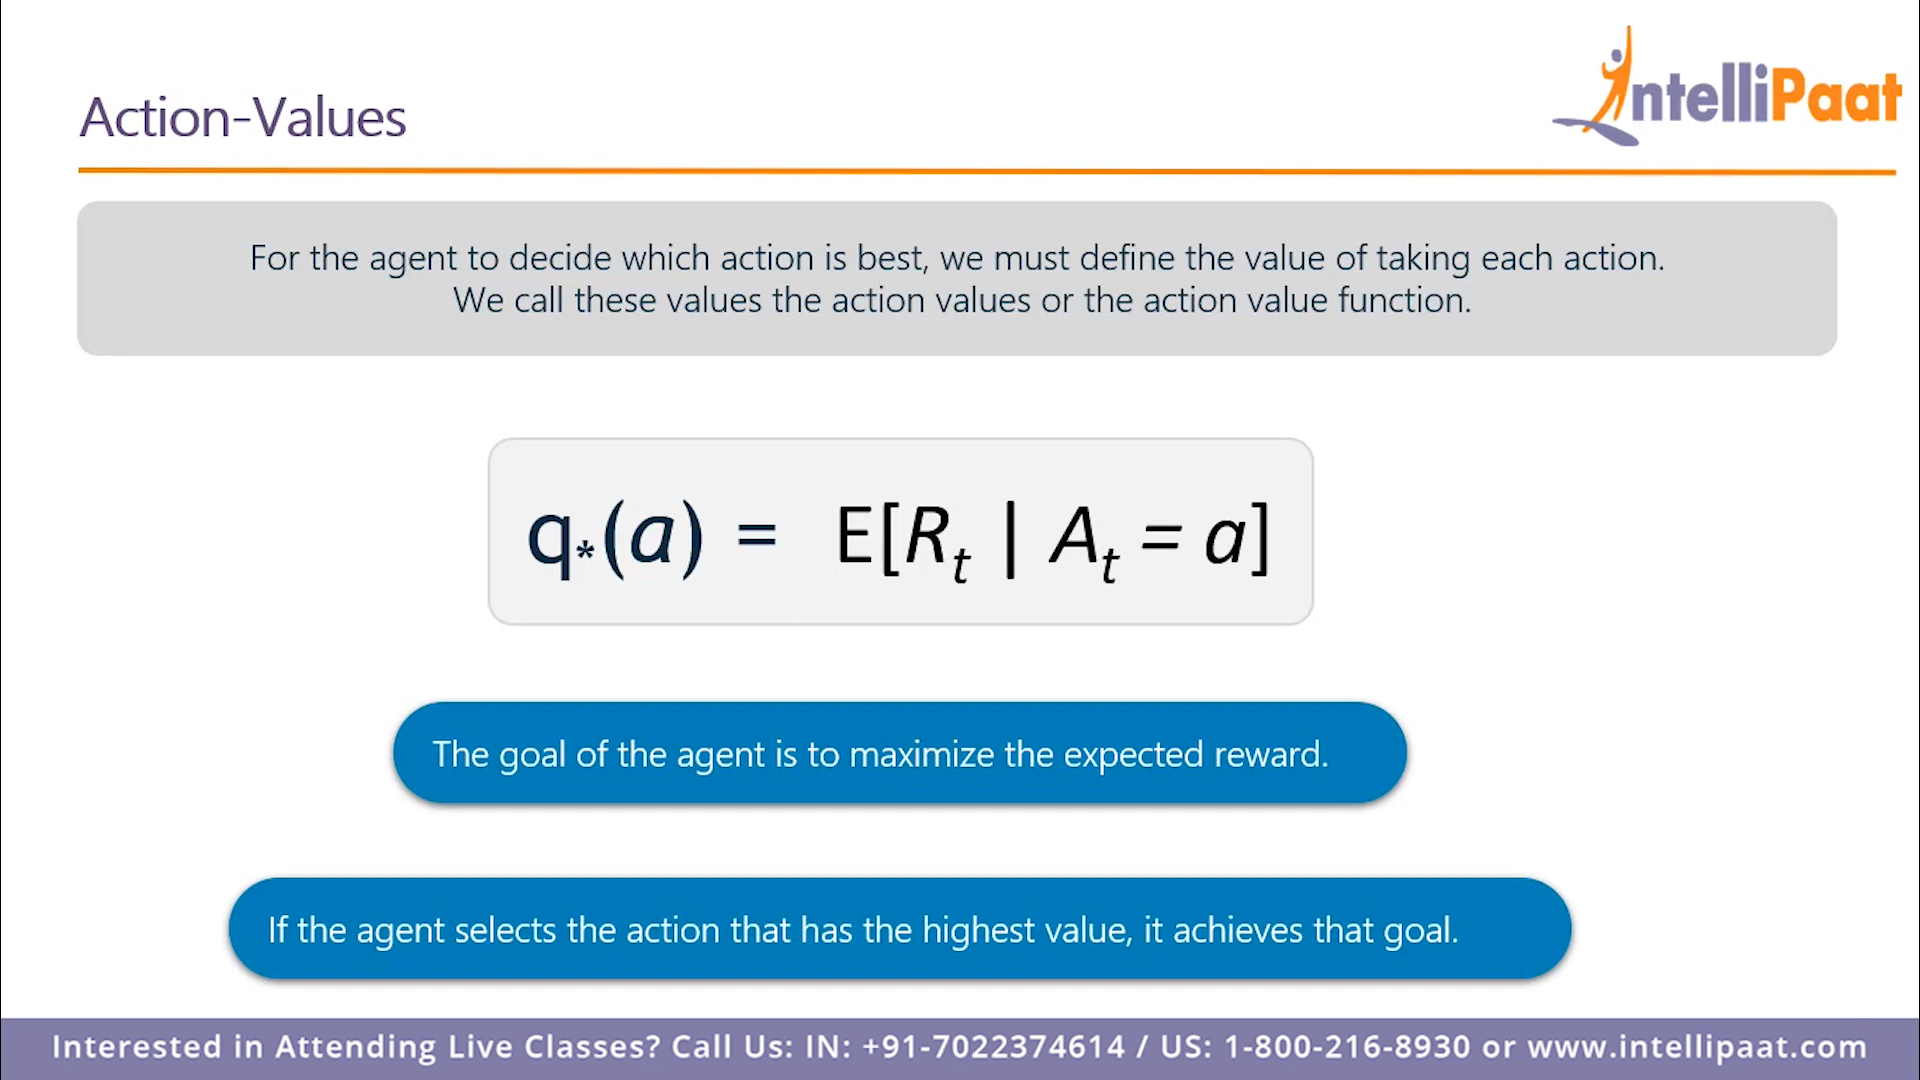 IntelliPaat
Action-Values
For the agent to decide which action is best, we must define the value of taking each action.
We call these values the action values or the action value function.
q*(a) = E[Rt | At = a]
The goal of the agent is to maximize the expected reward.
If the agent selects the action that has the highest value, it achieves that goal.
Interested in Attending Live Classes? Call Us: IN: +91-7022374614 / US: 1-800-216-8930 or www.intellipaat.com